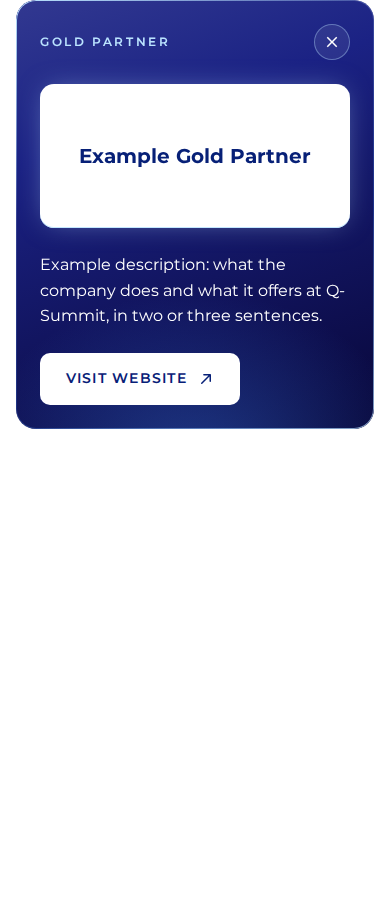 GOLD PARTNER
Example Gold Partner
Example description: what the
company does and what it offers at Q-
Summit, in two or three sentences.
VISIT WEBSITE